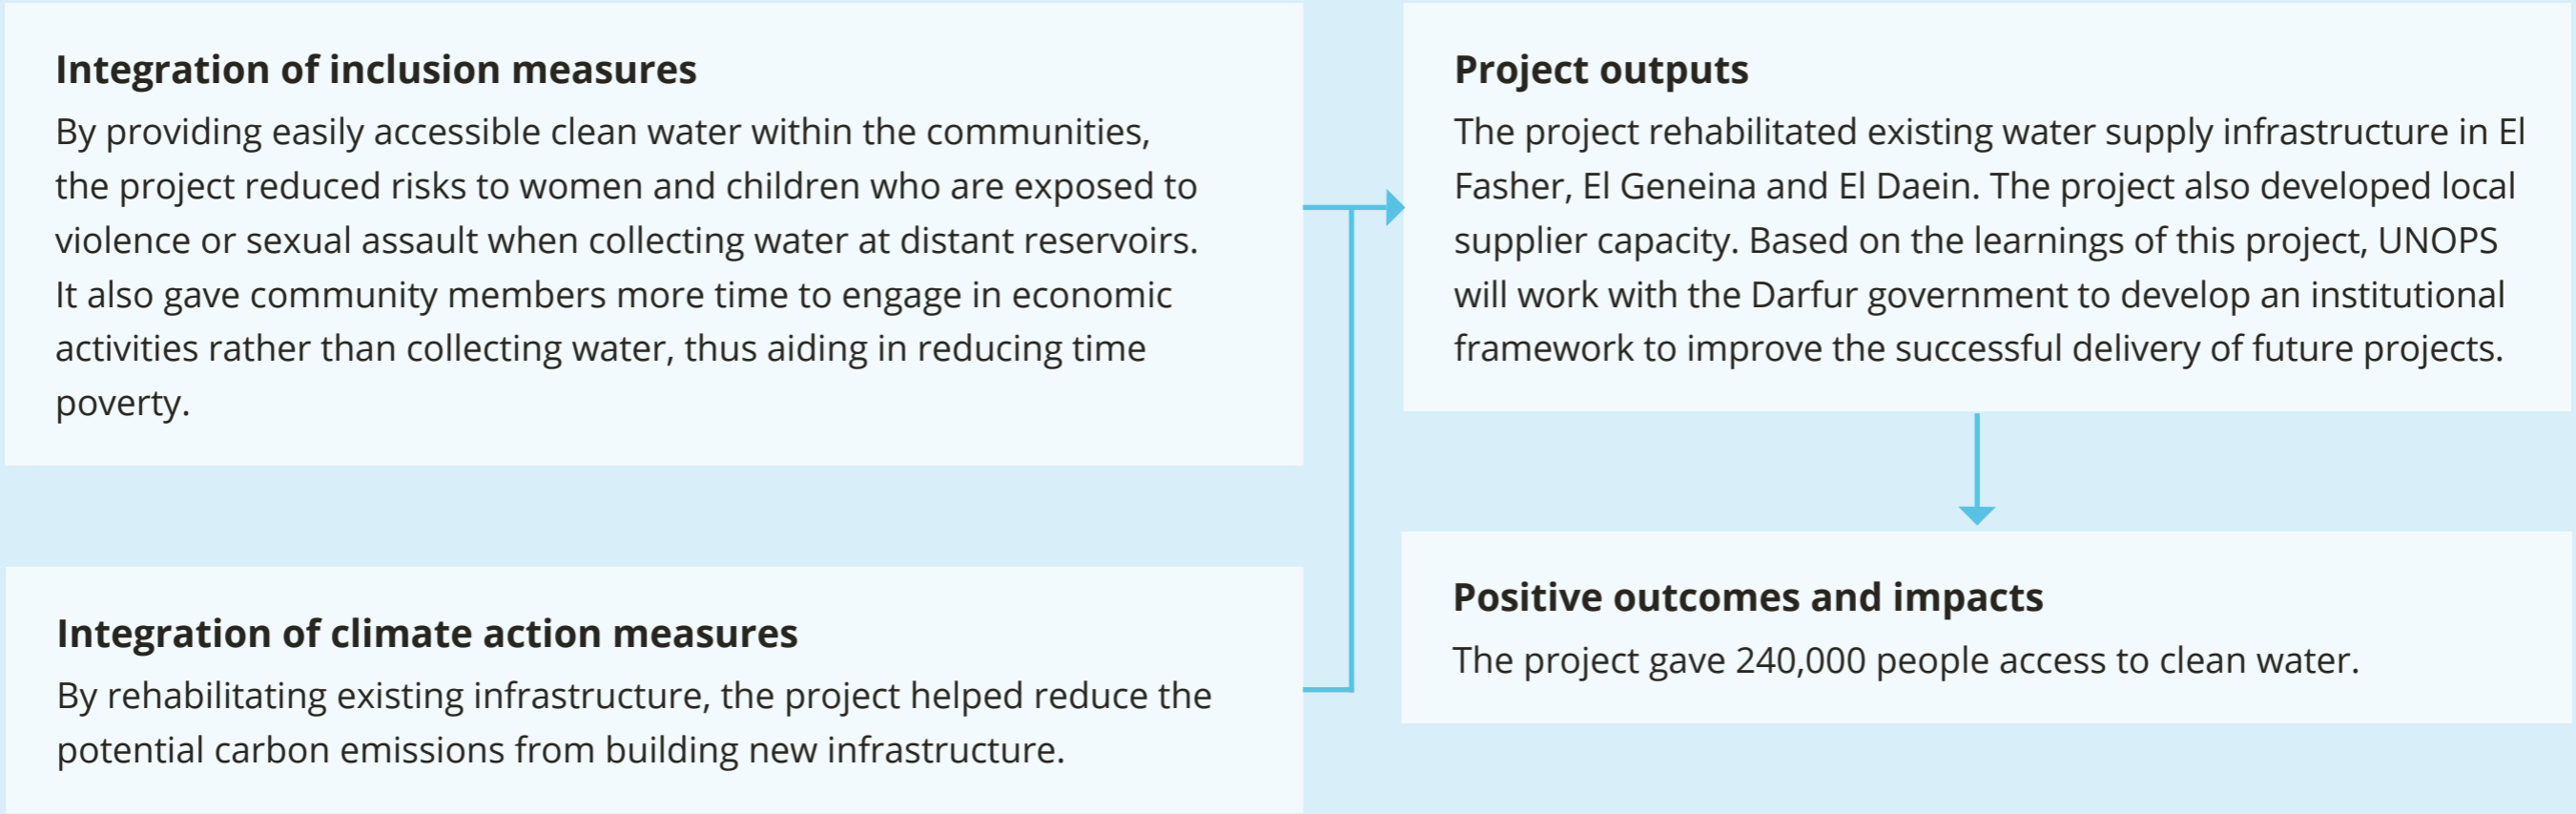 Integration of inclusion measures
By providing easily accessible clean water within the communities,
the project reduced risks to women and children who are exposed to
violence or sexual assault when collecting water at distant reservoirs.
It also gave community members more time to engage in economic
activities rather than collecting water, thus aiding in reducing time
poverty.
Integration of climate action measures
By rehabilitating existing infrastructure, the project helped reduce the
potential carbon emissions from building new infrastructure.
Project outputs
The project rehabilitated existing water supply infrastructure in El
Fasher, El Geneina and El Daein. The project also developed local
supplier capacity. Based on the learnings of this project, UNOPS
will work with the Darfur government to develop an institutional
framework to improve the successful delivery of future projects.
Positive outcomes and impacts
The project gave 240,000 people access to clean water.